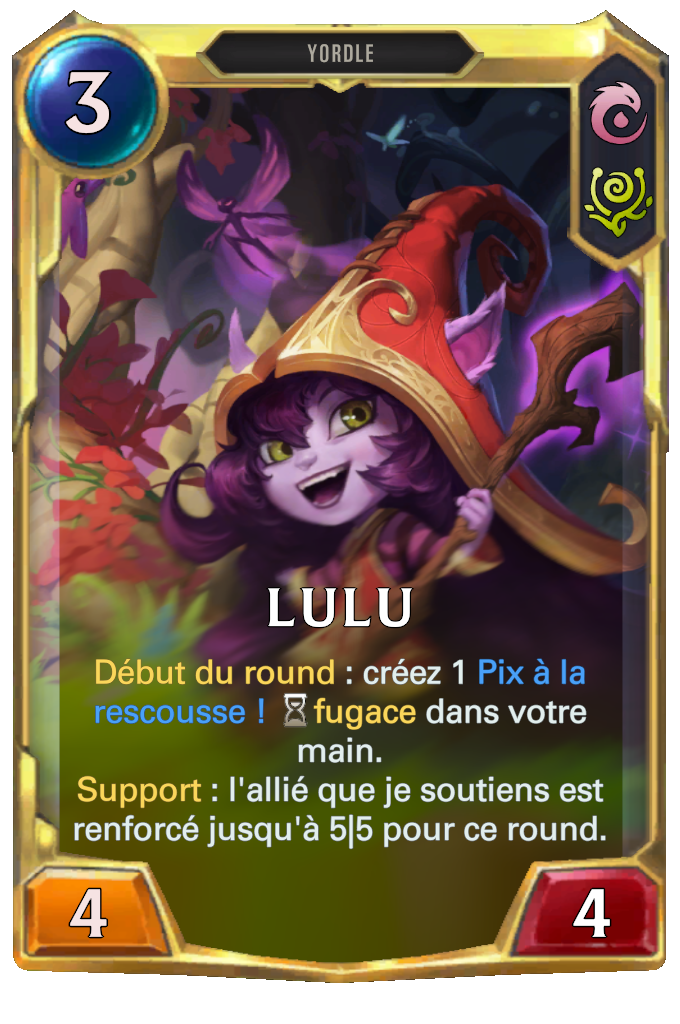 YORDLE
3
LULU
Début du round : créez 1 Pix à la
rescousse ! fugace dans votre
main.
Support : l'allié que je soutiens est
renforcé jusqu'à 5|5 pour ce round.
4
4